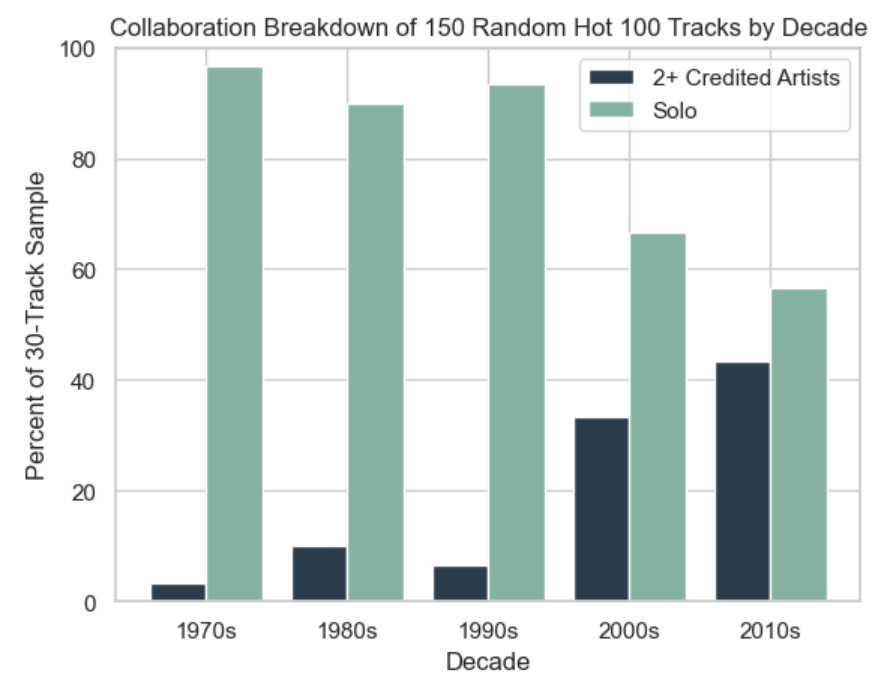 Collaboration Breakdown of 150 Random Hot 100 Tracks by Decade
2+ Credited Artists
Solo
Percent of 30-Track Sample
100
80
60
40
20
0
1970s 1980s 1990s 2000s 2010s
Decade